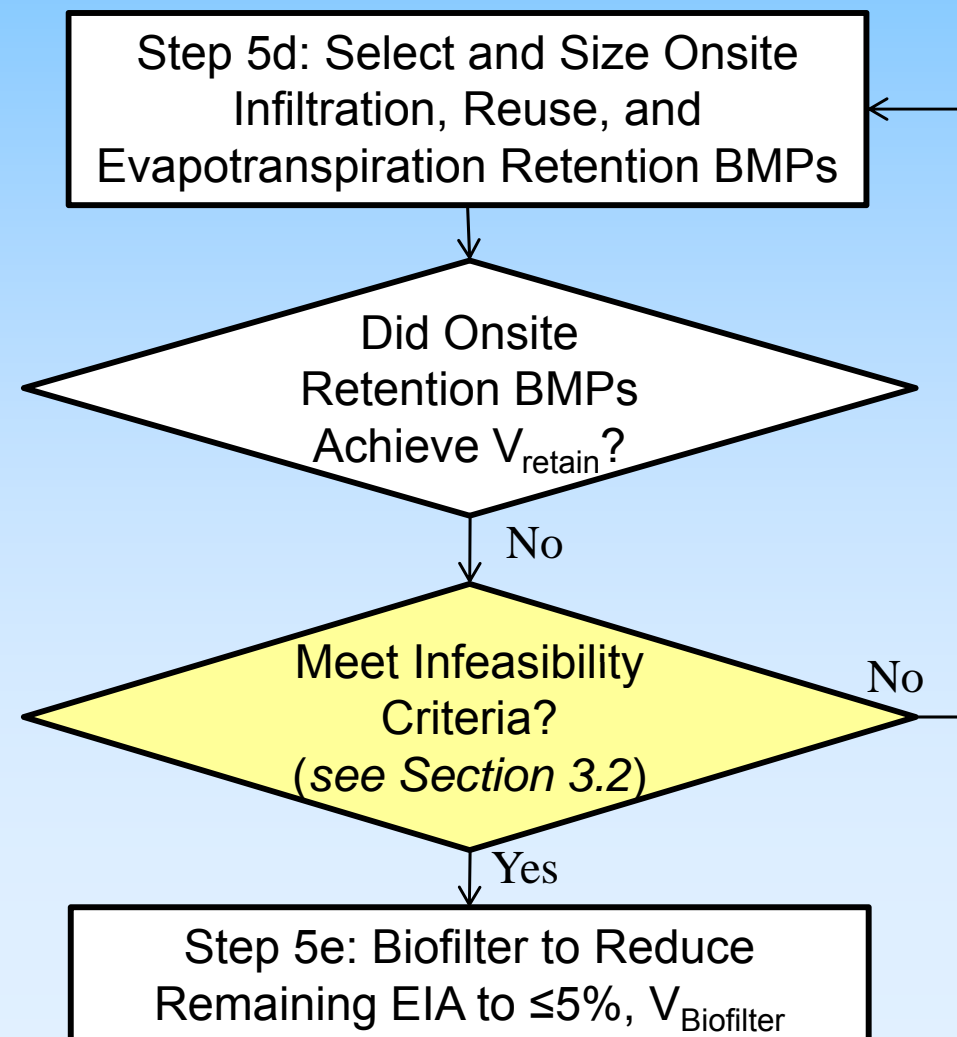 Step 5d: Select and Size Onsite
Infiltration, Reuse, and
Evapotranspiration Retention BMPs
Did Onsite
Retention BMPs
Achieve Vretain?
No
Meet Infeasibility
Criteria?
(see Section 3.2)
No
Yes
Step 5e: Biofilter to Reduce
Remaining EIA to ≤5%, VBiofilter